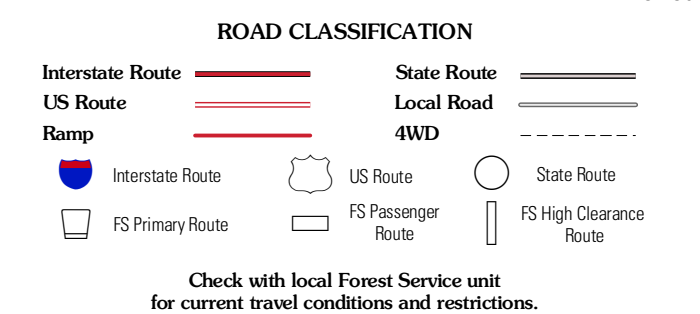 ROAD CLASSIFICATION
Interstate Route
State Route
US Route
Local Road
Ramp
4WD
Interstate Route
US Route
State Route
FS Primary Route
FS Passenger
Route
FS High Clearance
Route
Check with local Forest Service unit
for current travel conditions and restrictions.